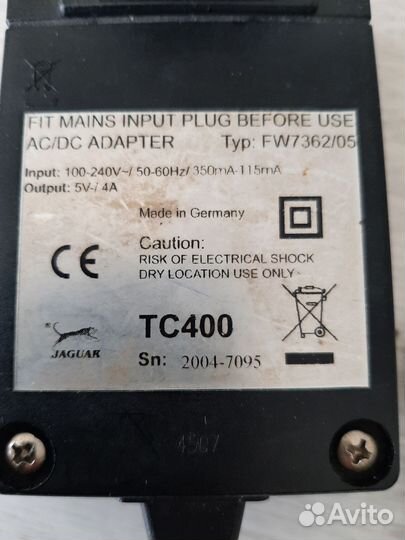 FIT MAINS INPUT PLUG BEFORE USE
AC/DC ADAPTER Typ: FW7362/05
Input: 100-240V~/ 50-60Hz/ 350mA-115mA
Output: 5V-/ 4A
Made in Germany
Caution:
RISK OF ELECTRICAL SHOCK
DRY LOCATION USE ONLY
CE
TC400
JAGUAR
Sn: 2004-7095
4507
Avito